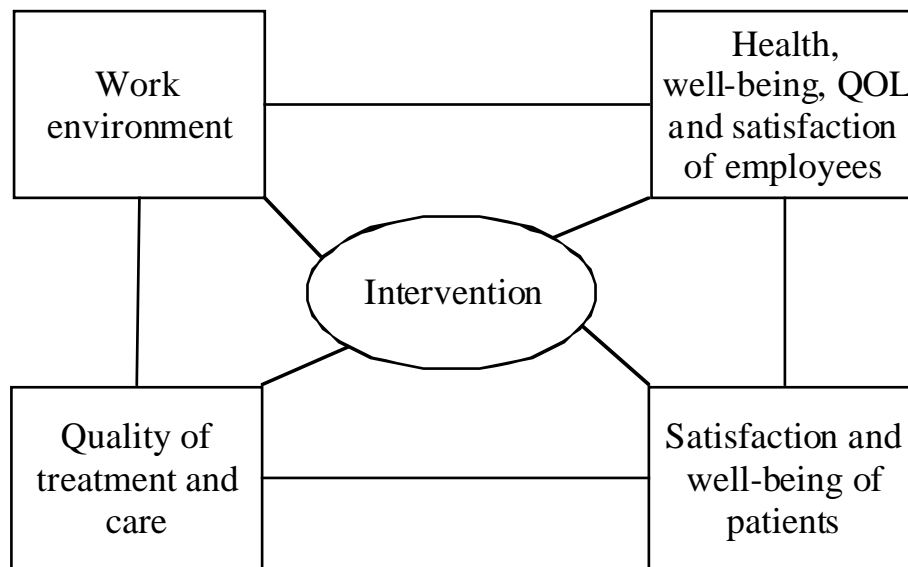 Work
environment
Health,
well-being, QOL
and satisfaction
of employees
Intervention
Quality of
treatment and
care
Satisfaction and
well-being of
patients